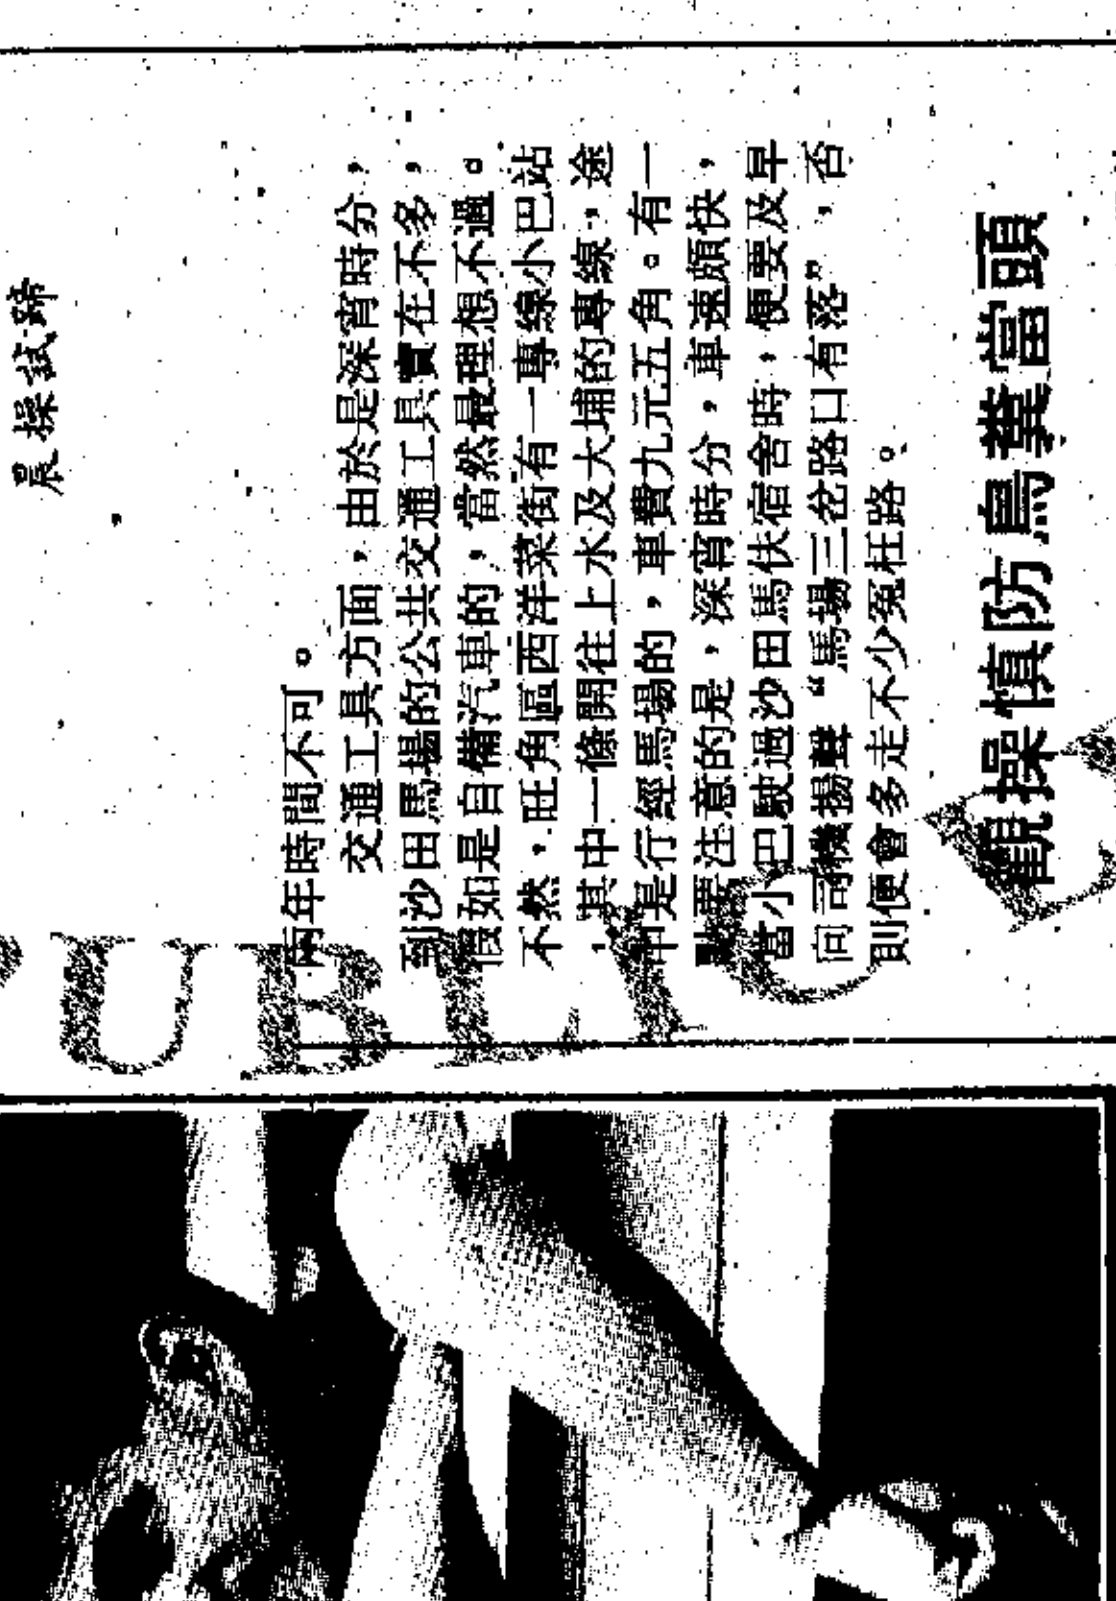 晨操試蹄
兩年時間不可。
交通工具方面，由於是深宵時分，
到沙田馬場的公共交通工具實在不多，
假如是自備汽車的，當然最理想不過。
不然，旺角區西洋菜街有一專線小巴站
，其中一條開往上水及大埔的專線，途
中是行經馬場的，車費九元五角。有一
點要注意的是，深宵時分，車速頗快，
當小巴駛過沙田馬伕宿舍時，便要及早
向司機揚聲“馬場三岔路口有落”，否
則便會多走不少冤枉路。
觀操慎防鳥糞當頭
PUBLIC